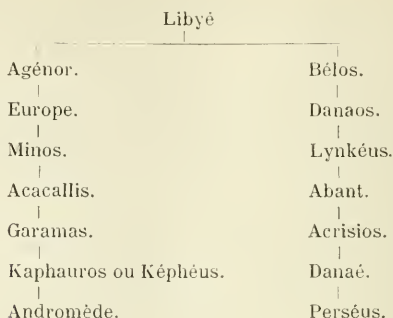 Libyé
Agénor. Bélos.
Europe. Danaos.
Minos. Lynkéus.
Acacallis. Abant.
Garamas. Acrisios.
Kaphauros ou Képhéus. Danaé.
Andromède. Perséus.